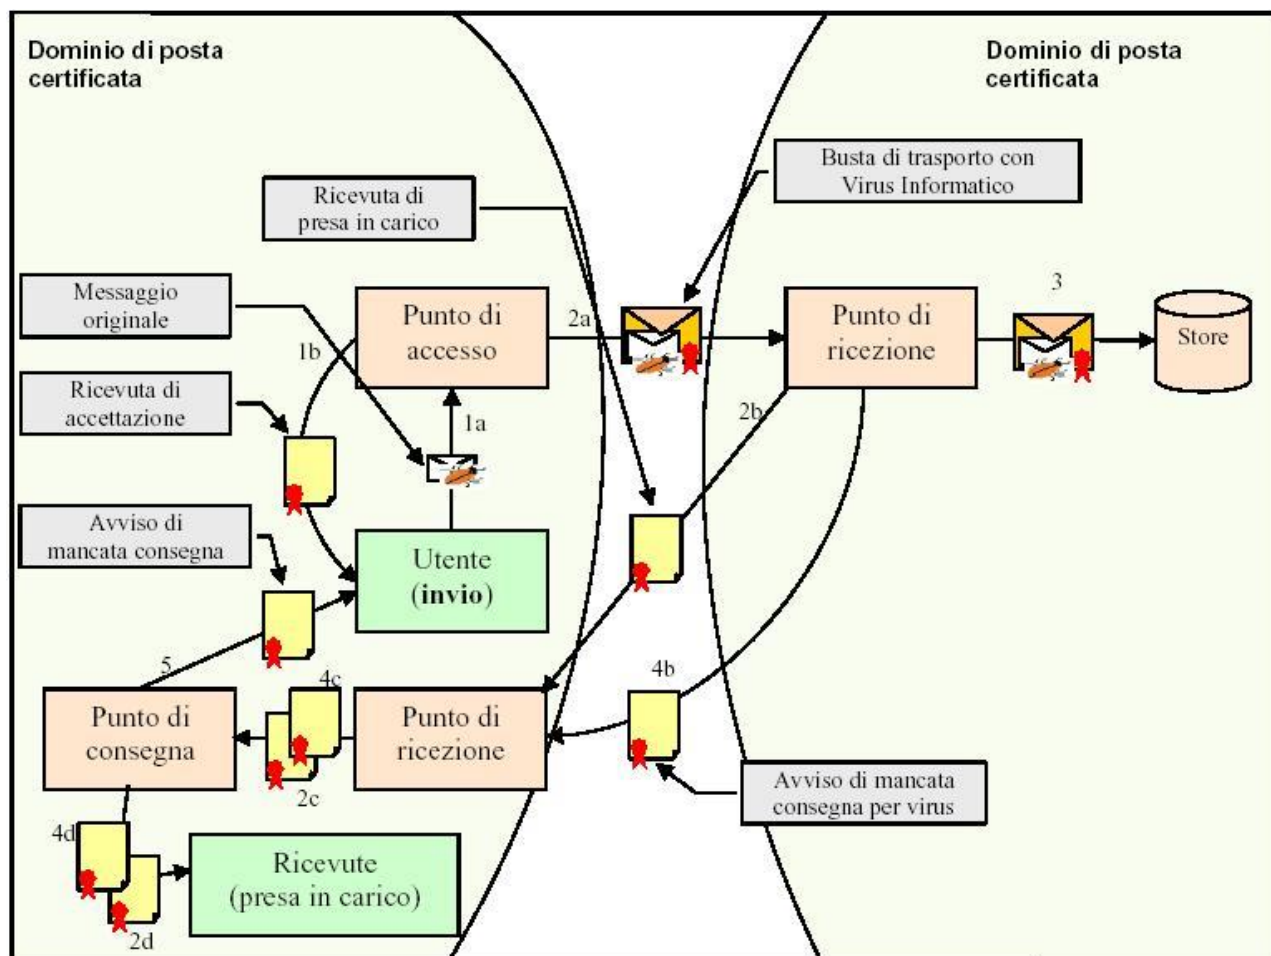 Dominio di posta
certificata
Dominio di posta
certificata
Busta di trasporto con
Virus Informatico
Ricevuta di
presa in carico
Messaggio
originale
Punto di
accesso
2a
Punto di
ricezione
3
Store
1b
Ricevuta di
accettazione
1a
2b
Avviso di
mancata consegna
Utente
(invio)
5
4c
4b
Punto di
consegna
Punto di
ricezione
2c
Avviso di mancata
consegna per virus
4d
Ricevute
(presa in carico)
2d